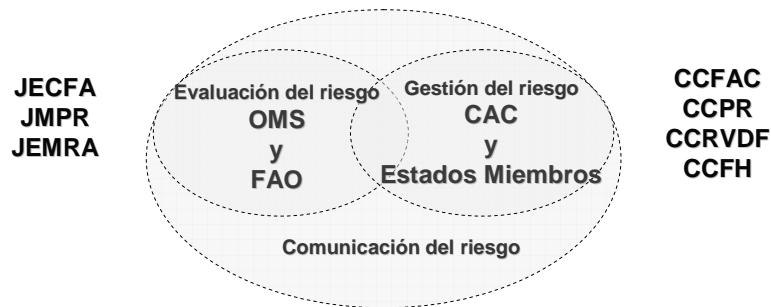 JECFA
JMPR
JEMRA
Evaluación del riesgo
OMS
y
FAO
Gestión del riesgo
CAC
y
Estados Miembros
CCFAC
CCPR
CCRVDF
CCFH
Comunicación del riesgo